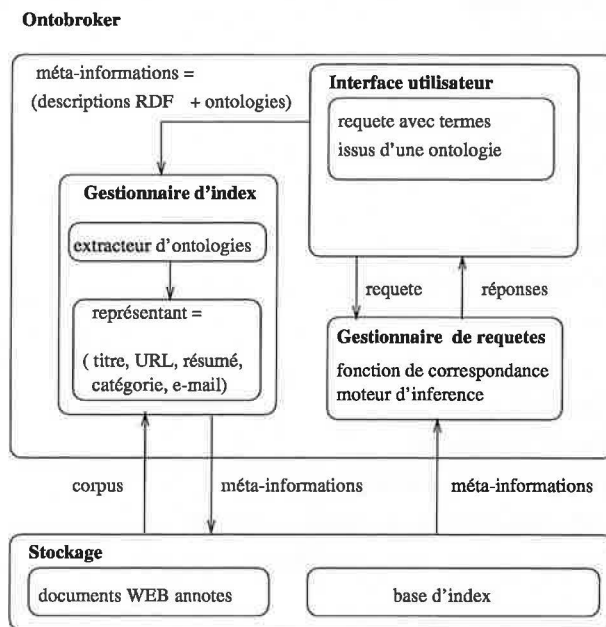 Ontobroker
méta-informations =
(descriptions RDF + ontologies)
Interface utilisateur
requete avec termes
issus d'une ontologie
Gestionnaire d'index
extracteur d'ontologies
représentant =
( titre, URL, résumé,
catégorie, e-mail)
requete
réponses
Gestionnaire de requetes
fonction de correspondance
moteur d'inference
corpus
méta-informations
méta-informations
Stockage
documents WEB annotes
base d'index